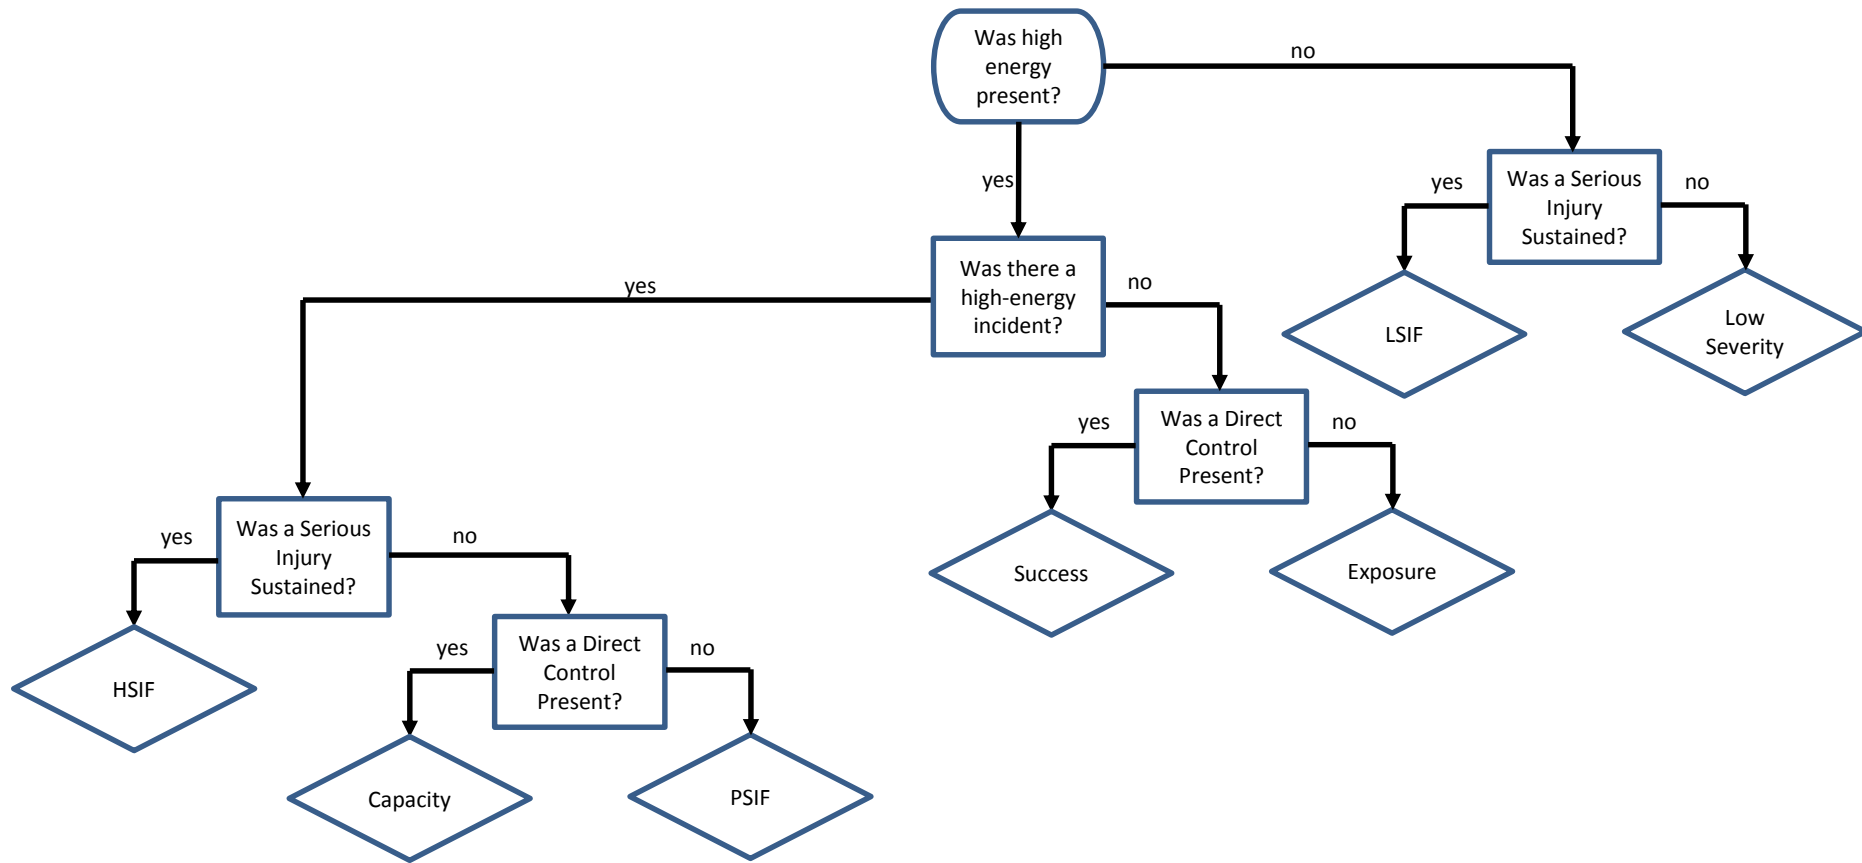 Was high
energy
present?
no
yes
Was a Serious
Injury
Sustained?
yes
no
LSIF
Low
Severity
Was there a
high-energy
incident?
yes
no
Was a Direct
Control
Present?
yes
no
Success
Exposure
Was a Serious
Injury
Sustained?
yes
no
HSIF
Was a Direct
Control
Present?
yes
no
Capacity
PSIF